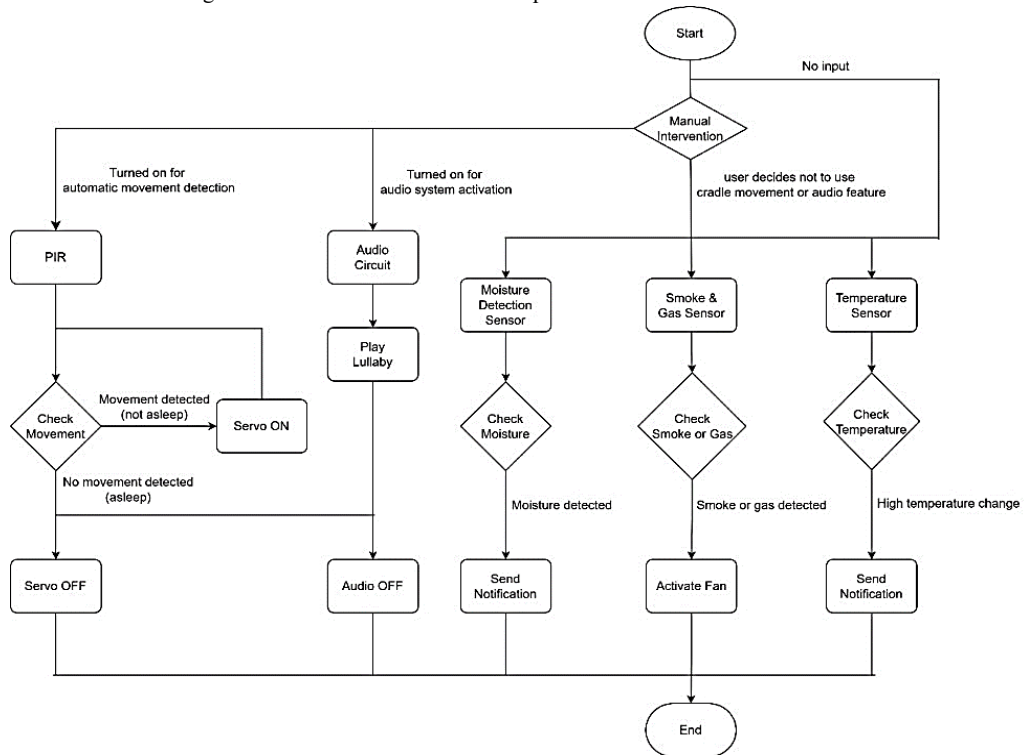 Start
No input
Manual
Intervention
Turned on for
automatic movement detection
Turned on for
audio system activation
user decides not to use
cradle movement or audio feature
PIR
Audio
Circuit
Moisture
Detection
Sensor
Smoke &
Gas Sensor
Temperature
Sensor
Play
Lullaby
Check
Movement
Movement detected
(not asleep)
Servo ON
Check
Moisture
Check
Smoke or Gas
Check
Temperature
No movement detected
(asleep)
Moisture detected
Smoke or gas detected
High temperature change
Servo OFF
Audio OFF
Send
Notification
Activate Fan
Send
Notification
End